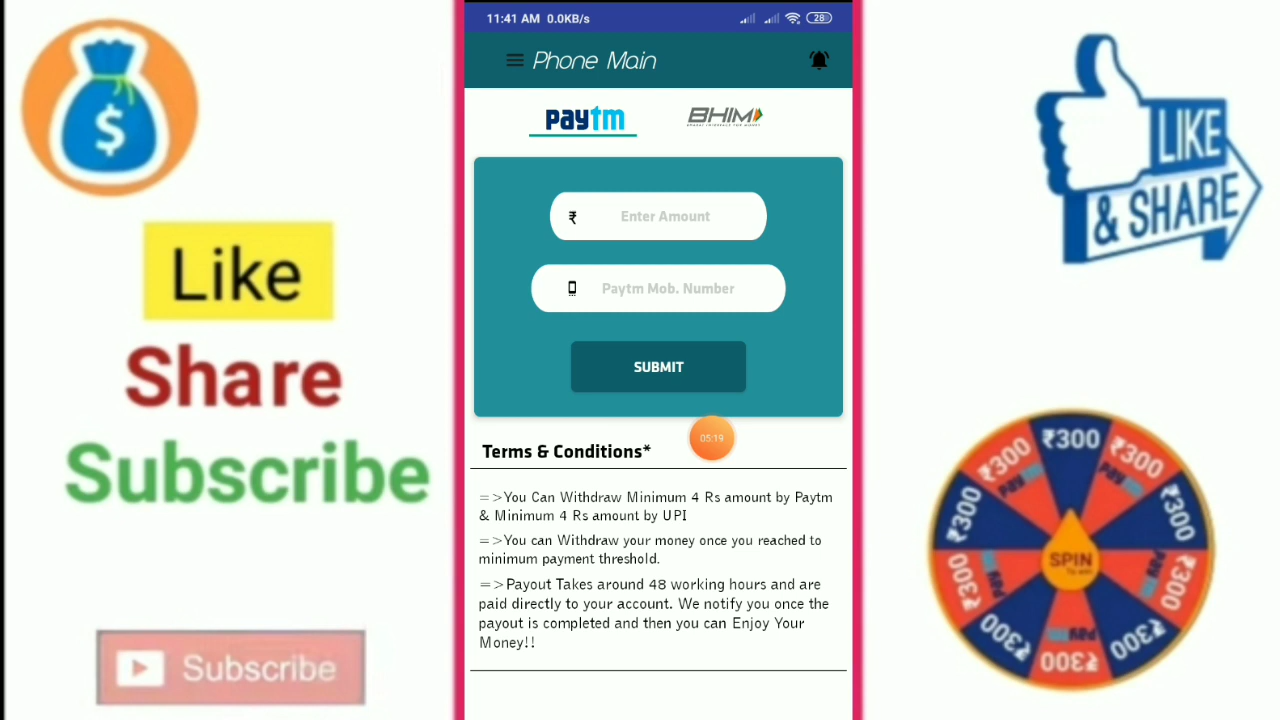 11:41 AM 0.0KB/s
28
Phone Main
paytm
BHIM
₹
Enter Amount
Paytm Mob. Number
SUBMIT
05:19
Terms & Conditions*
=>You Can Withdraw Minimum 4 Rs amount by Paytm
& Minimum 4 Rs amount by UPI
=>You can Withdraw your money once you reached to
minimum payment threshold.
=>Payout Takes around 48 working hours and are
paid directly to your account. We notify you once the
payout is completed and then you can Enjoy Your
Money!!
$
Like
Share
Subscribe
Subscribe
LIKE
& SHARE
₹300
₹300
₹300
₹300
₹300
₹300
₹300
₹300
₹300
₹300
SPIN